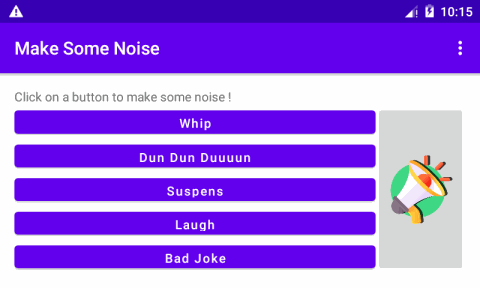 10:15
Make Some Noise
Click on a button to make some noise !
Whip
Dun Dun Duuuun
Suspens
Laugh
Bad Joke